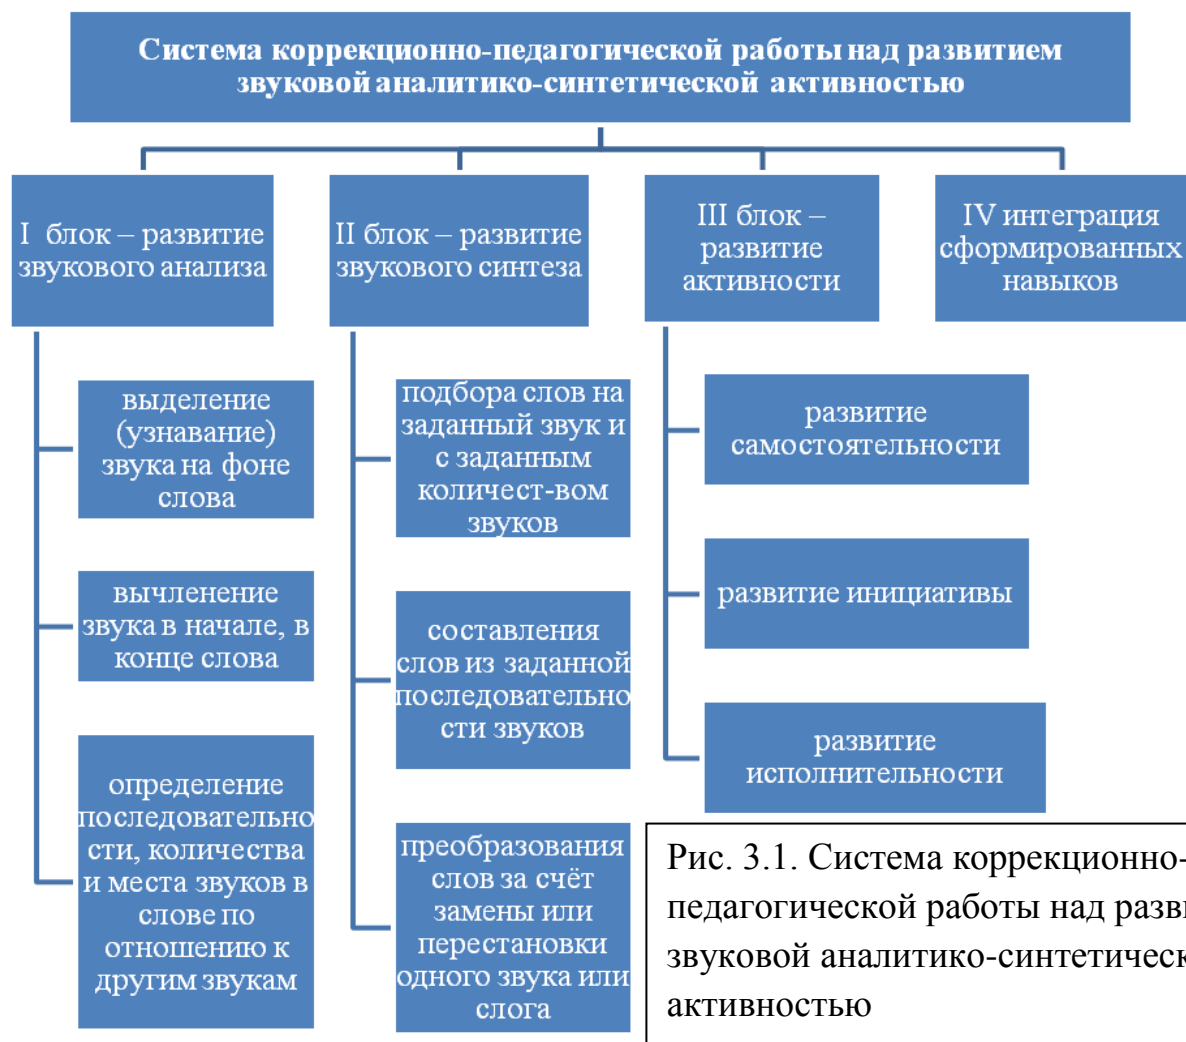 Система коррекционно-педагогической работы над развитием
звуковой аналитико-синтетической активностью
I блок – развитие
звукового анализа
выделение
(узнавание)
звука на фоне
слова
вычленение
звука в начале, в
конце слова
определение
последовательно
сти, количества
и места звуков в
слове по
отношению к
другим звукам
II блок – развитие
звукового синтеза
подбора слов на
заданный звук и
с заданным
количест-вом
звуков
составления
слов из заданной
последовательно
сти звуков
преобразования
слов за счёт
замены или
перестановки
одного звука или
слога
III блок –
развитие
активности
развитие
самостоятельности
развитие инициативы
развитие
исполнительности
IV интеграция
сформированных
навыков
Рис. 3.1. Система коррекционно-
педагогической работы над разв
звуковой аналитико-синтетическ
активностью